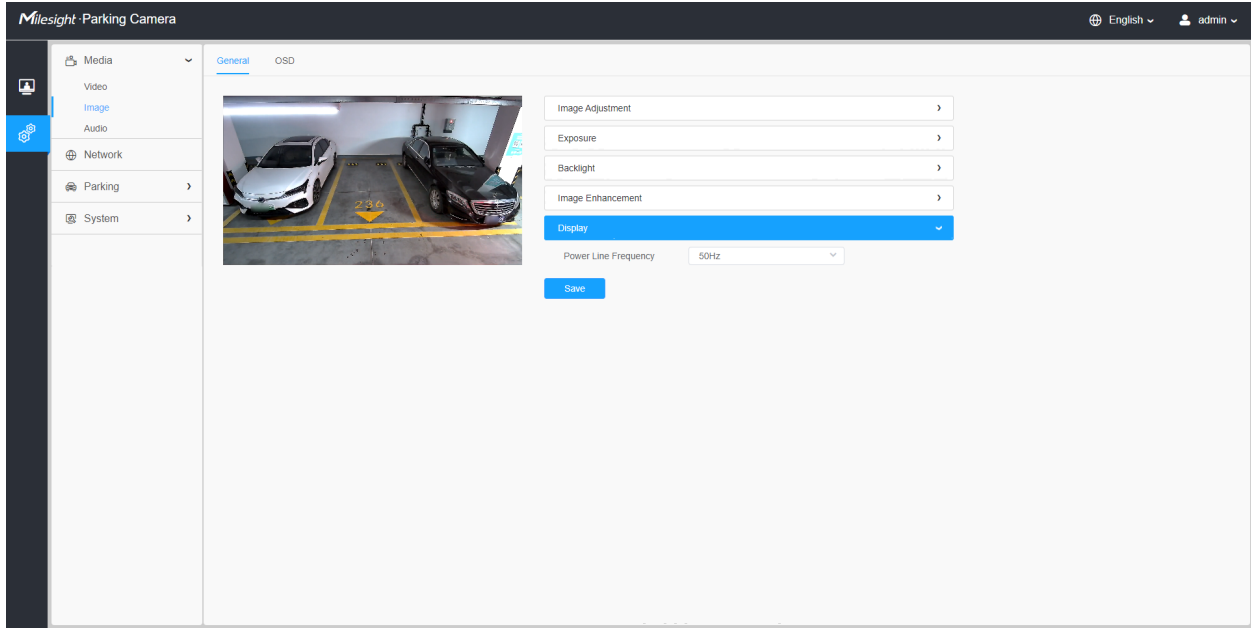 Milesight·Parking Camera
English
admin
Media
Video
Image
Audio
Network
Parking
System
General
OSD
236
Image Adjustment
Exposure
Backlight
Image Enhancement
Display
Power Line Frequency
50Hz
Save